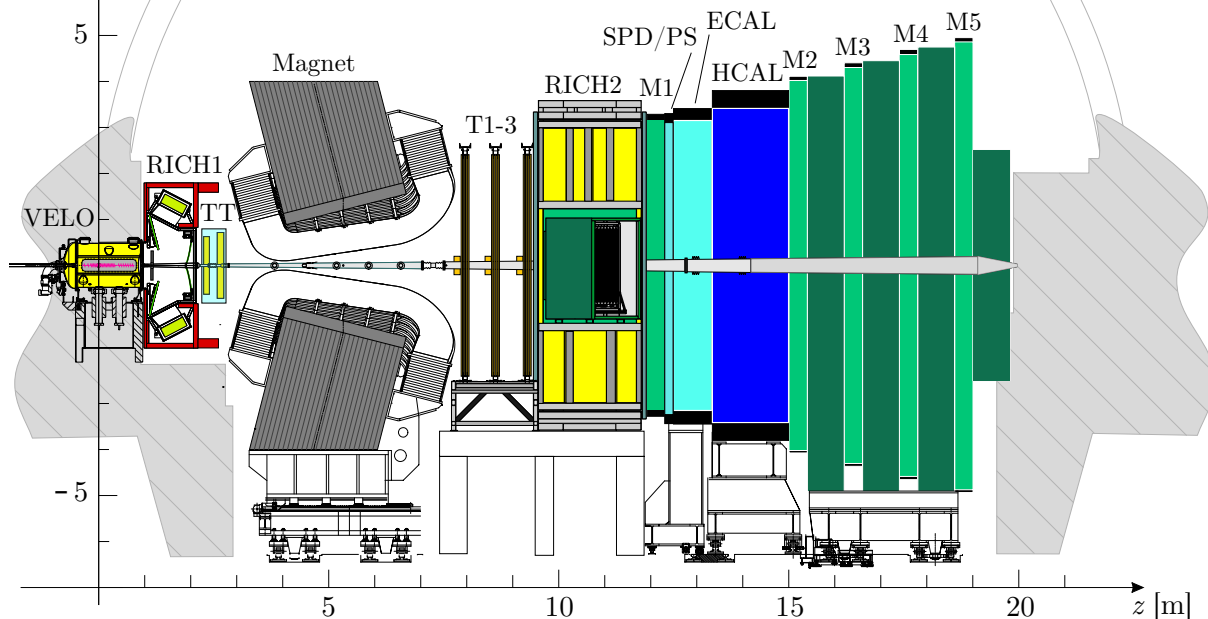 5
ECAL
M5
SPD/PS
M4
M3
M2
Magnet
HCAL
RICH2
M1
T1-3
RICH1
TT
VELO
-5
5
10
15
20
z [m]